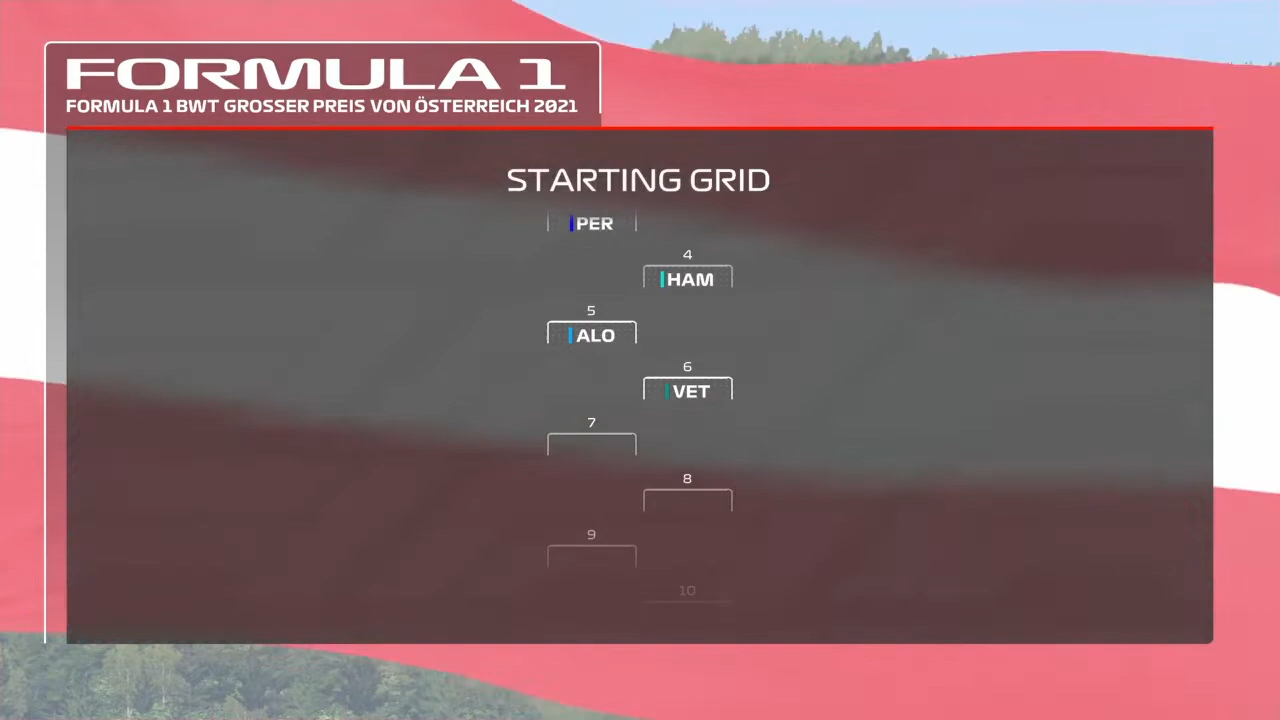 FORMULA 1
FORMULA 1 BWT GROSSER PREIS VON ÖSTERREICH 2021
STARTING GRID
PER
4
HAM
5
ALO
6
VET
7
8
9
10